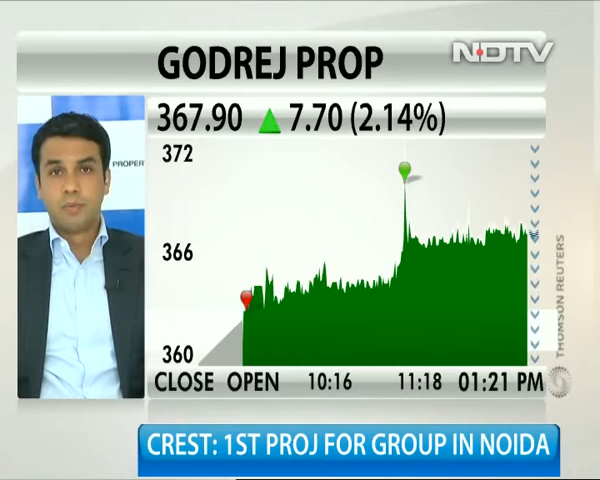 GODREJ PROP
NDTV
367.90 ▲ 7.70 (2.14%)
PROPER
372
366
360
CLOSE OPEN 10:16 11:18 01:21 PM
THOMSON REUTERS
CREST: 1ST PROJ FOR GROUP IN NOIDA